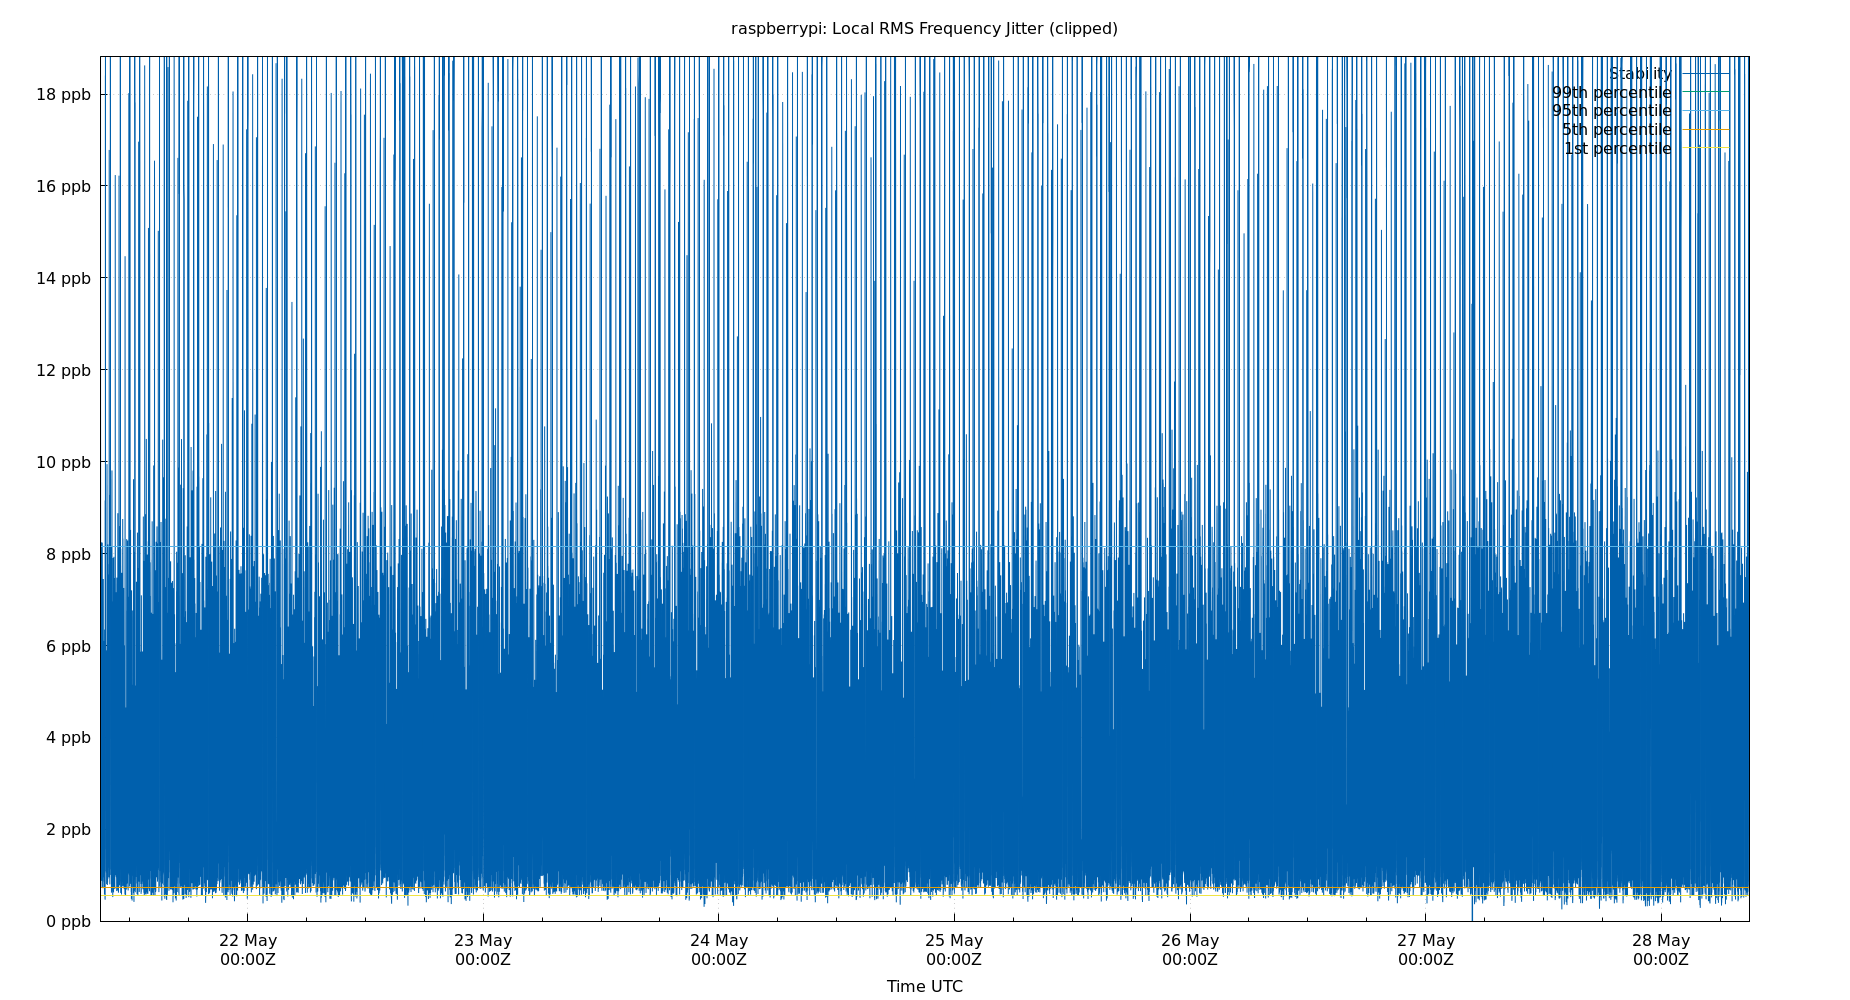 raspberrypi: Local RMS Frequency Jitter (clipped)
Stability
99th percentile
95th percentile
5th percentile
1st percentile
18 ppb
16 ppb
14 ppb
12 ppb
10 ppb
8 ppb
6 ppb
4 ppb
2 ppb
0 ppb
22 May 23 May 24 May 25 May 26 May 27 May 28 May
00:00Z 00:00Z 00:00Z 00:00Z 00:00Z 00:00Z 00:00Z
Time UTC